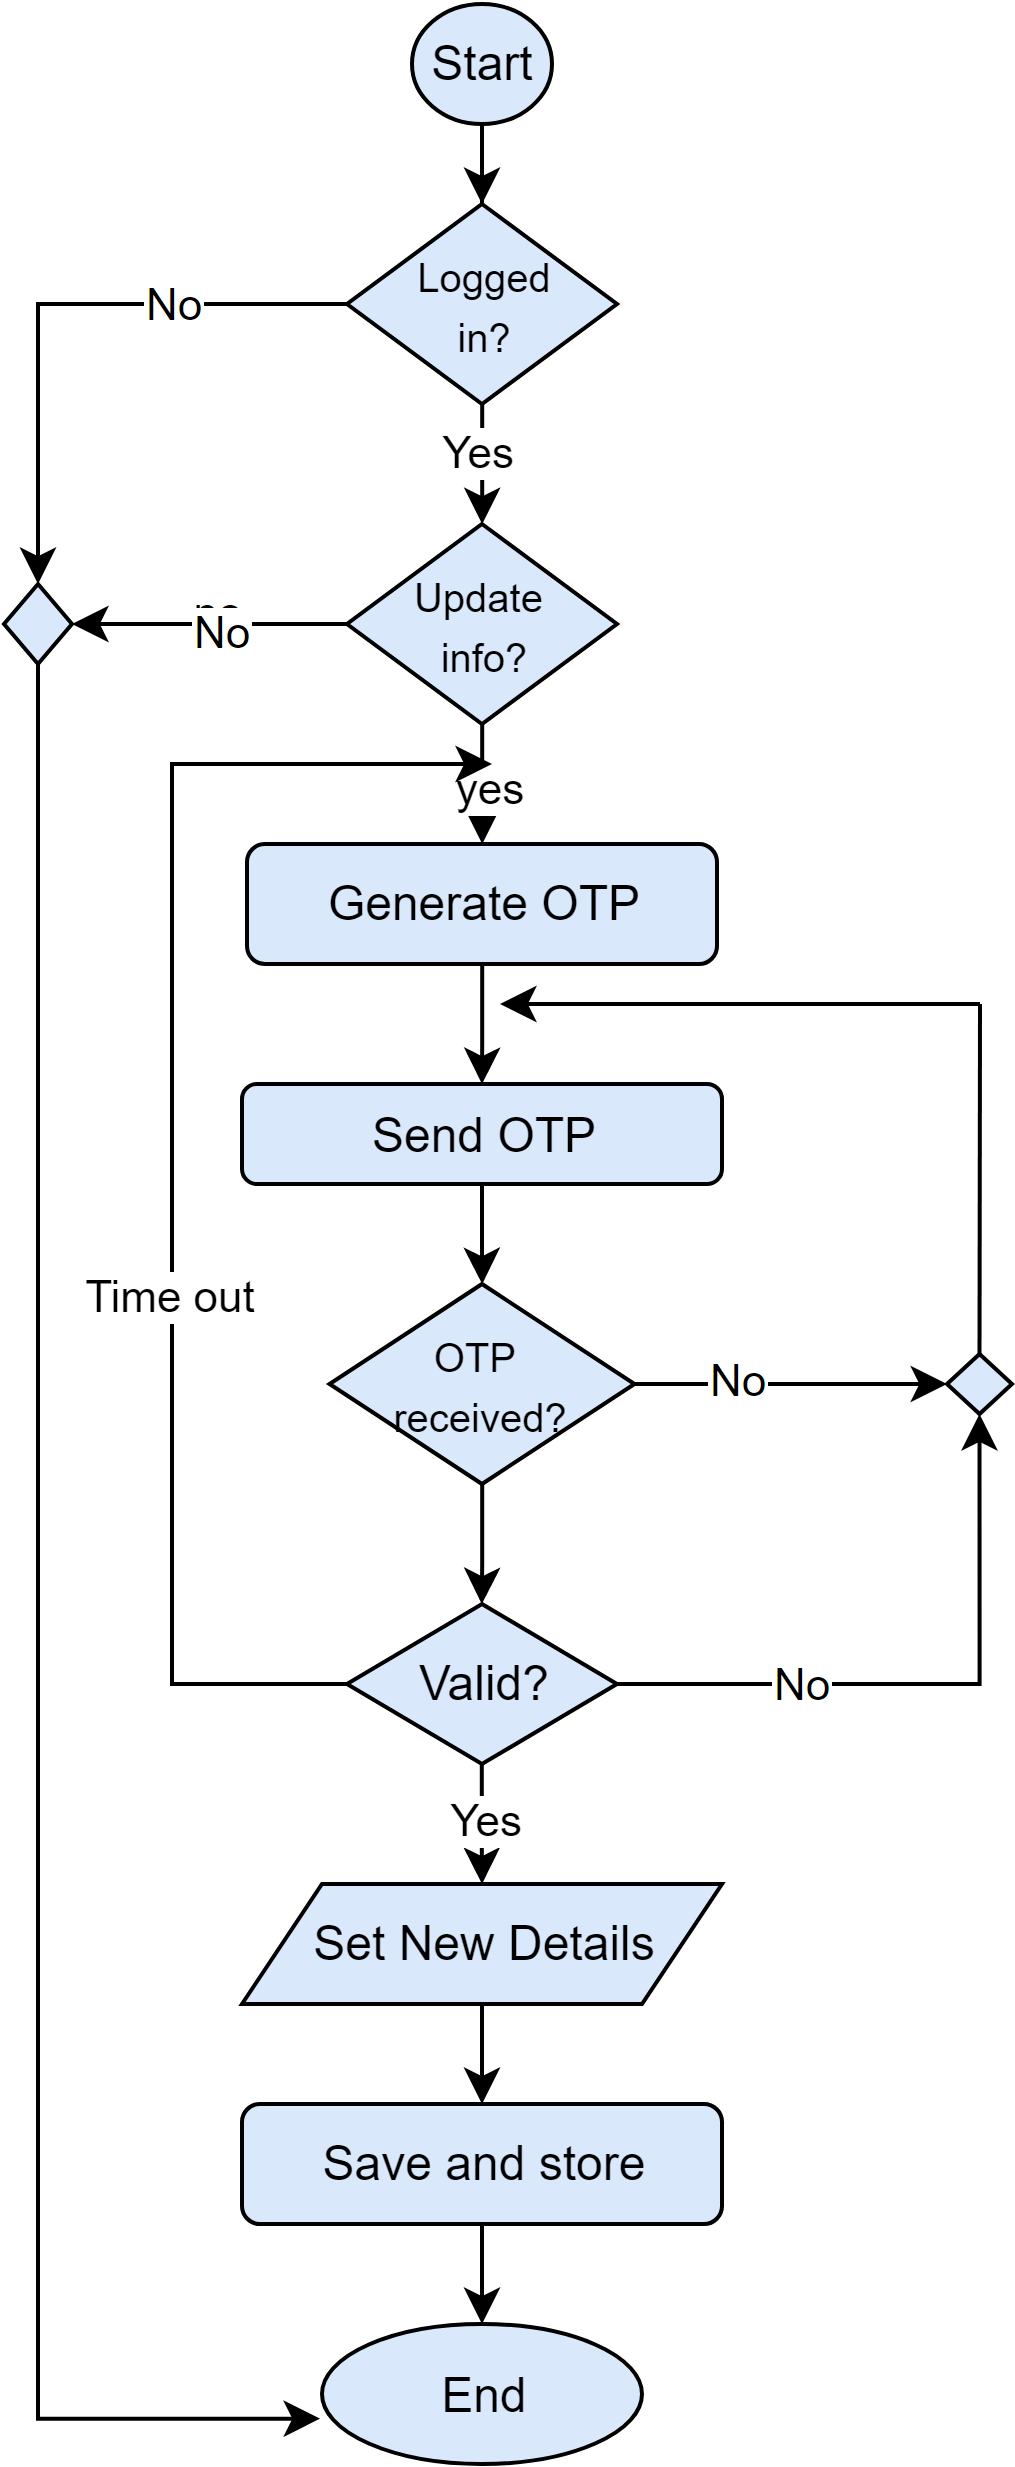 Start
Logged
in?
No
Yes
Update
info?
No
yes
Generate OTP
Send OTP
Time out
OTP
received?
No
Valid?
No
Yes
Set New Details
Save and store
End